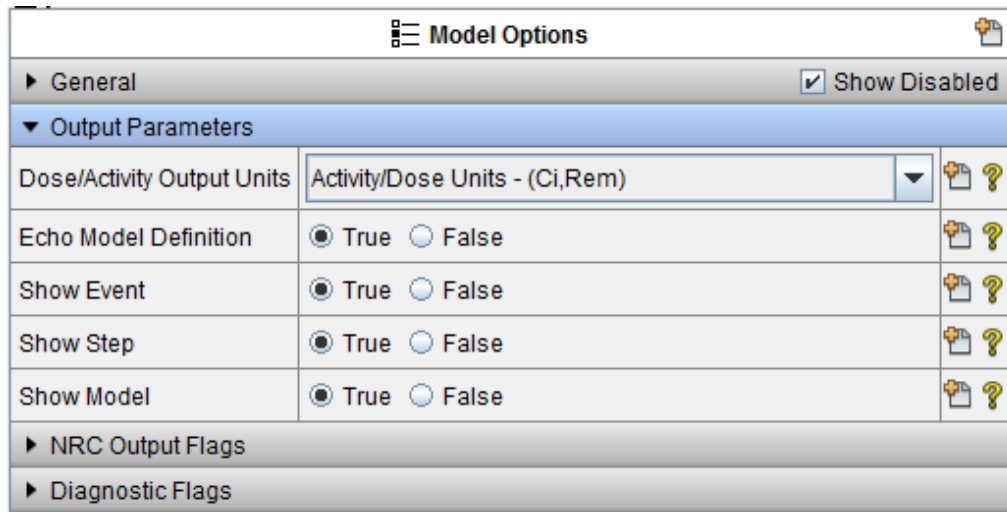 Model Options
General Show Disabled
Output Parameters
Dose/Activity Output Units Activity/Dose Units - (Ci,Rem)
Echo Model Definition True False
Show Event True False
Show Step True False
Show Model True False
NRC Output Flags
Diagnostic Flags